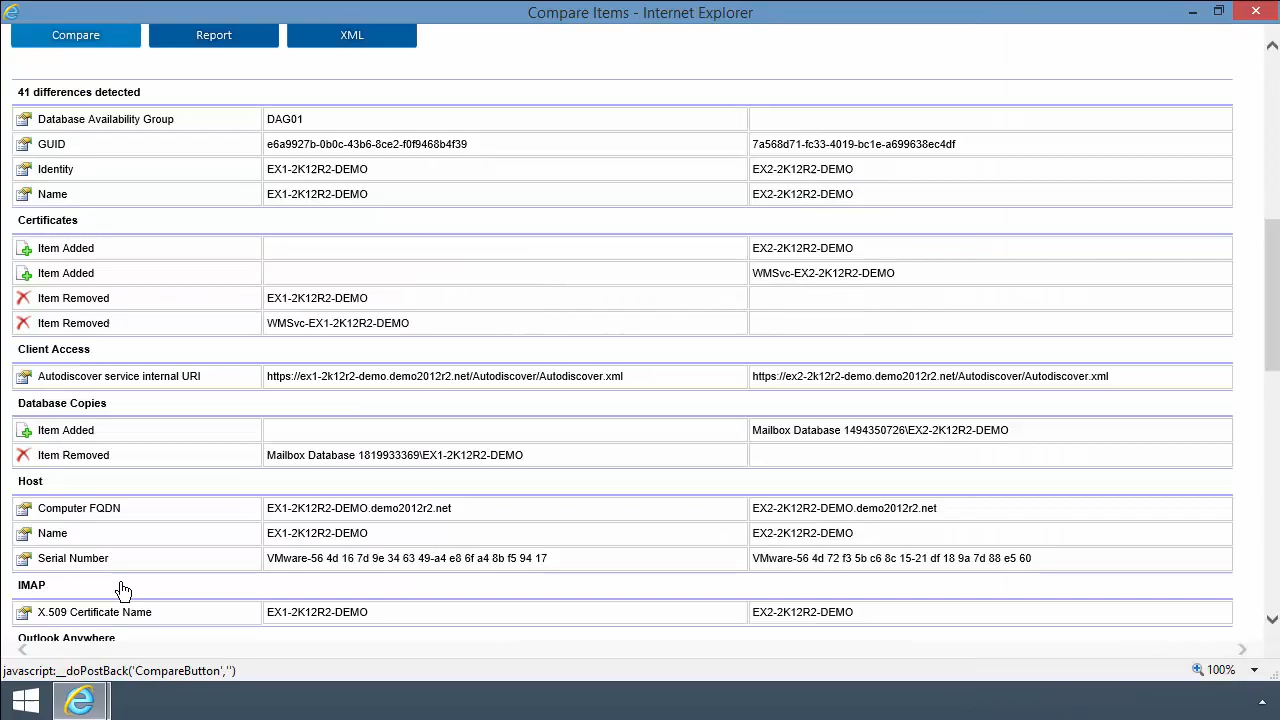 Compare Items - Internet Explorer
Compare Report XML
41 differences detected
Database Availability Group DAG01
GUID e6a9927b-0b0c-43b6-8ce2-f0f9468b4f39 7a568d71-fc33-4019-bc1e-a699638ec4df
Identity EX1-2K12R2-DEMO EX2-2K12R2-DEMO
Name EX1-2K12R2-DEMO EX2-2K12R2-DEMO
Certificates
Item Added EX2-2K12R2-DEMO
Item Added WMSvc-EX2-2K12R2-DEMO
Item Removed EX1-2K12R2-DEMO
Item Removed WMSvc-EX1-2K12R2-DEMO
Client Access
Autodiscover service internal URI https://ex1-2k12r2-demo.demo2012r2.net/Autodiscover/Autodiscover.xml https://ex2-2k12r2-demo.demo2012r2.net/Autodiscover/Autodiscover.xml
Database Copies
Item Added Mailbox Database 1494350726\EX2-2K12R2-DEMO
Item Removed Mailbox Database 1819933369\EX1-2K12R2-DEMO
Host
Computer FQDN EX1-2K12R2-DEMO.demo2012r2.net EX2-2K12R2-DEMO.demo2012r2.net
Name EX1-2K12R2-DEMO EX2-2K12R2-DEMO
Serial Number VMware-56 4d 16 7d 9e 34 63 49-a4 e8 6f a4 8b f5 94 17 VMware-56 4d 72 f3 5b c6 8c 15-21 df 18 9a 7d 88 e5 60
IMAP
X.509 Certificate Name EX1-2K12R2-DEMO EX2-2K12R2-DEMO
Outlook Anywhere
javascript:__doPostBack('CompareButton','') 100%